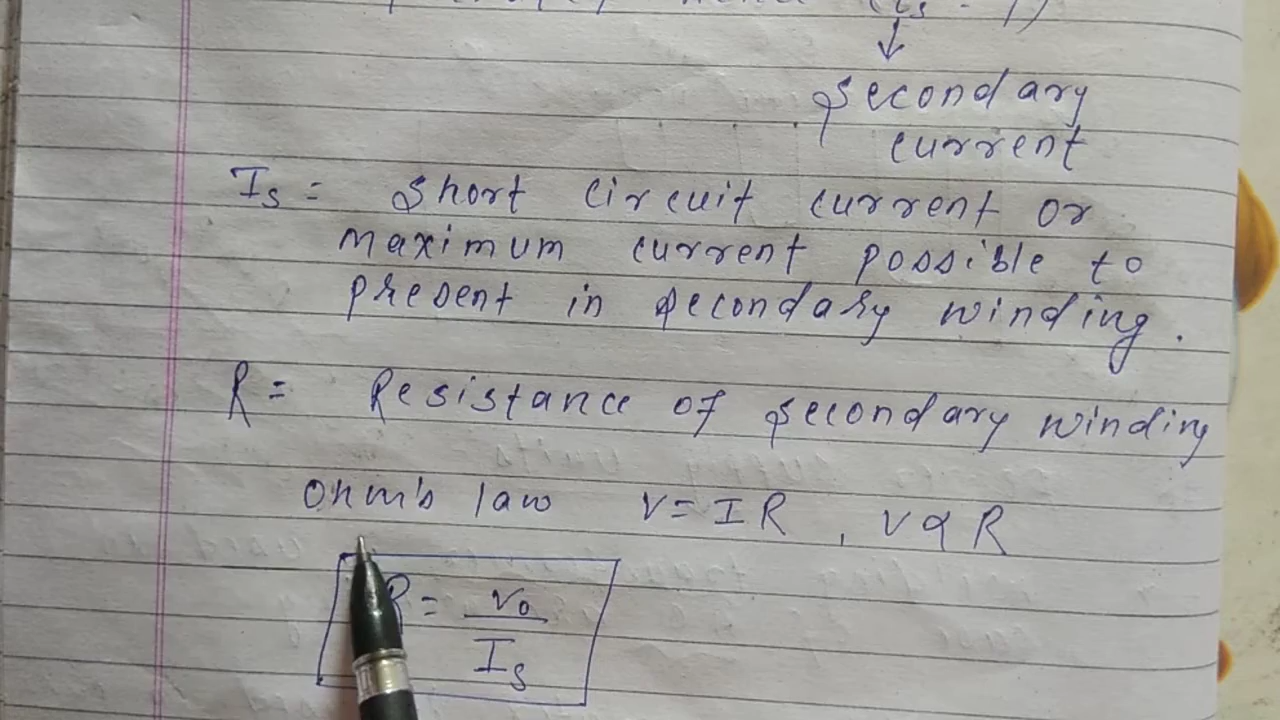 secondary
current
Is = Short circuit current or
maximum current possible to
present in secondary winding.
R = Resistance of secondary winding
Ohm's law V = IR , V ∝ R
R = Vo / Is